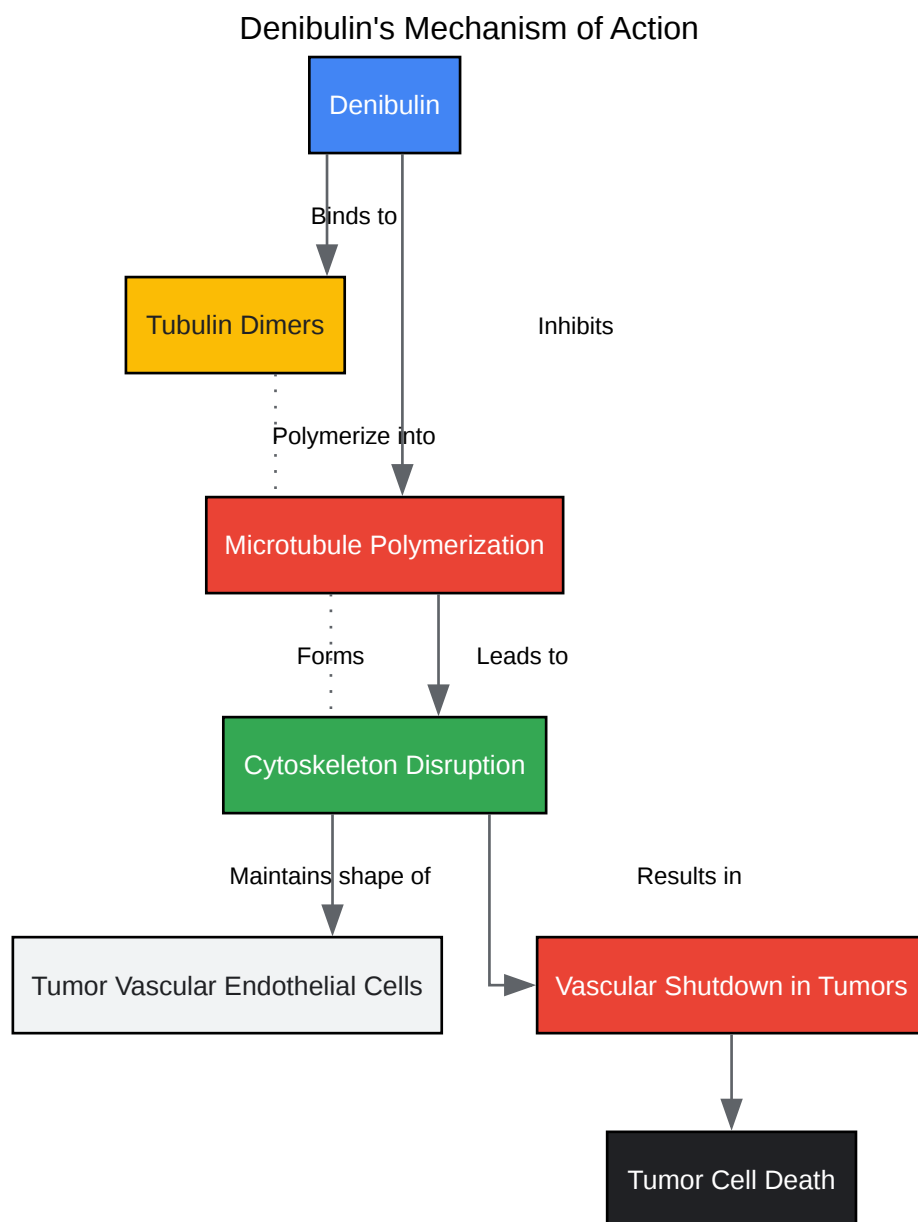 Denibulin's Mechanism of Action
Denibulin
Binds to
Tubulin Dimers
Inhibits
Polymerize into
Microtubule Polymerization
Forms
Leads to
Cytoskeleton Disruption
Maintains shape of
Results in
Tumor Vascular Endothelial Cells
Vascular Shutdown in Tumors
Tumor Cell Death